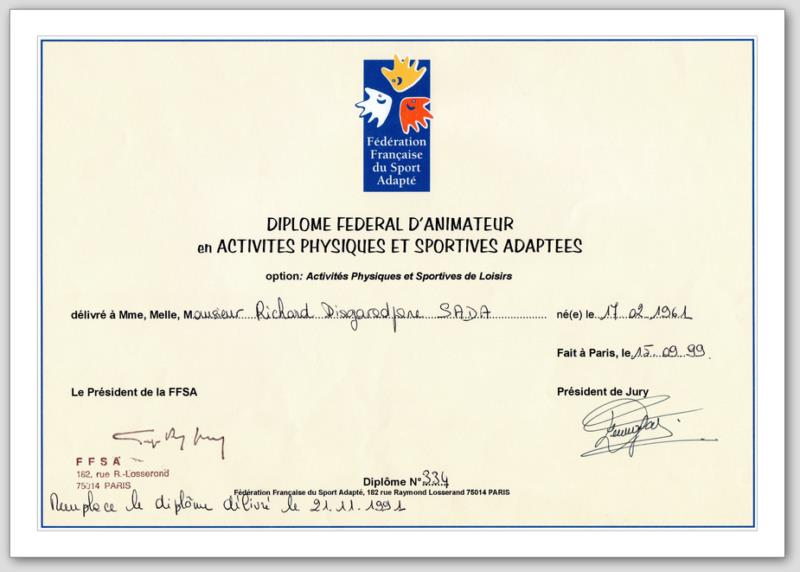 Fédération
Française
du Sport
Adapté
DIPLOME FEDERAL D'ANIMATEUR
en ACTIVITES PHYSIQUES ET SPORTIVES ADAPTEES
option: Activités Physiques et Sportives de Loisirs
délivré à Mme, Melle, Monsieur Richard SADA né(e) le 17 02 1961
Fait à Paris, le 15.09.99
Le Président de la FFSA
Président de Jury
FFSA
182, rue R.-Losserand
75014 PARIS
Diplôme N° 334
Fédération Française du Sport Adapté, 182 rue Raymond Losserand 75014 PARIS
Remplace le diplôme délivré le 21.11.1991